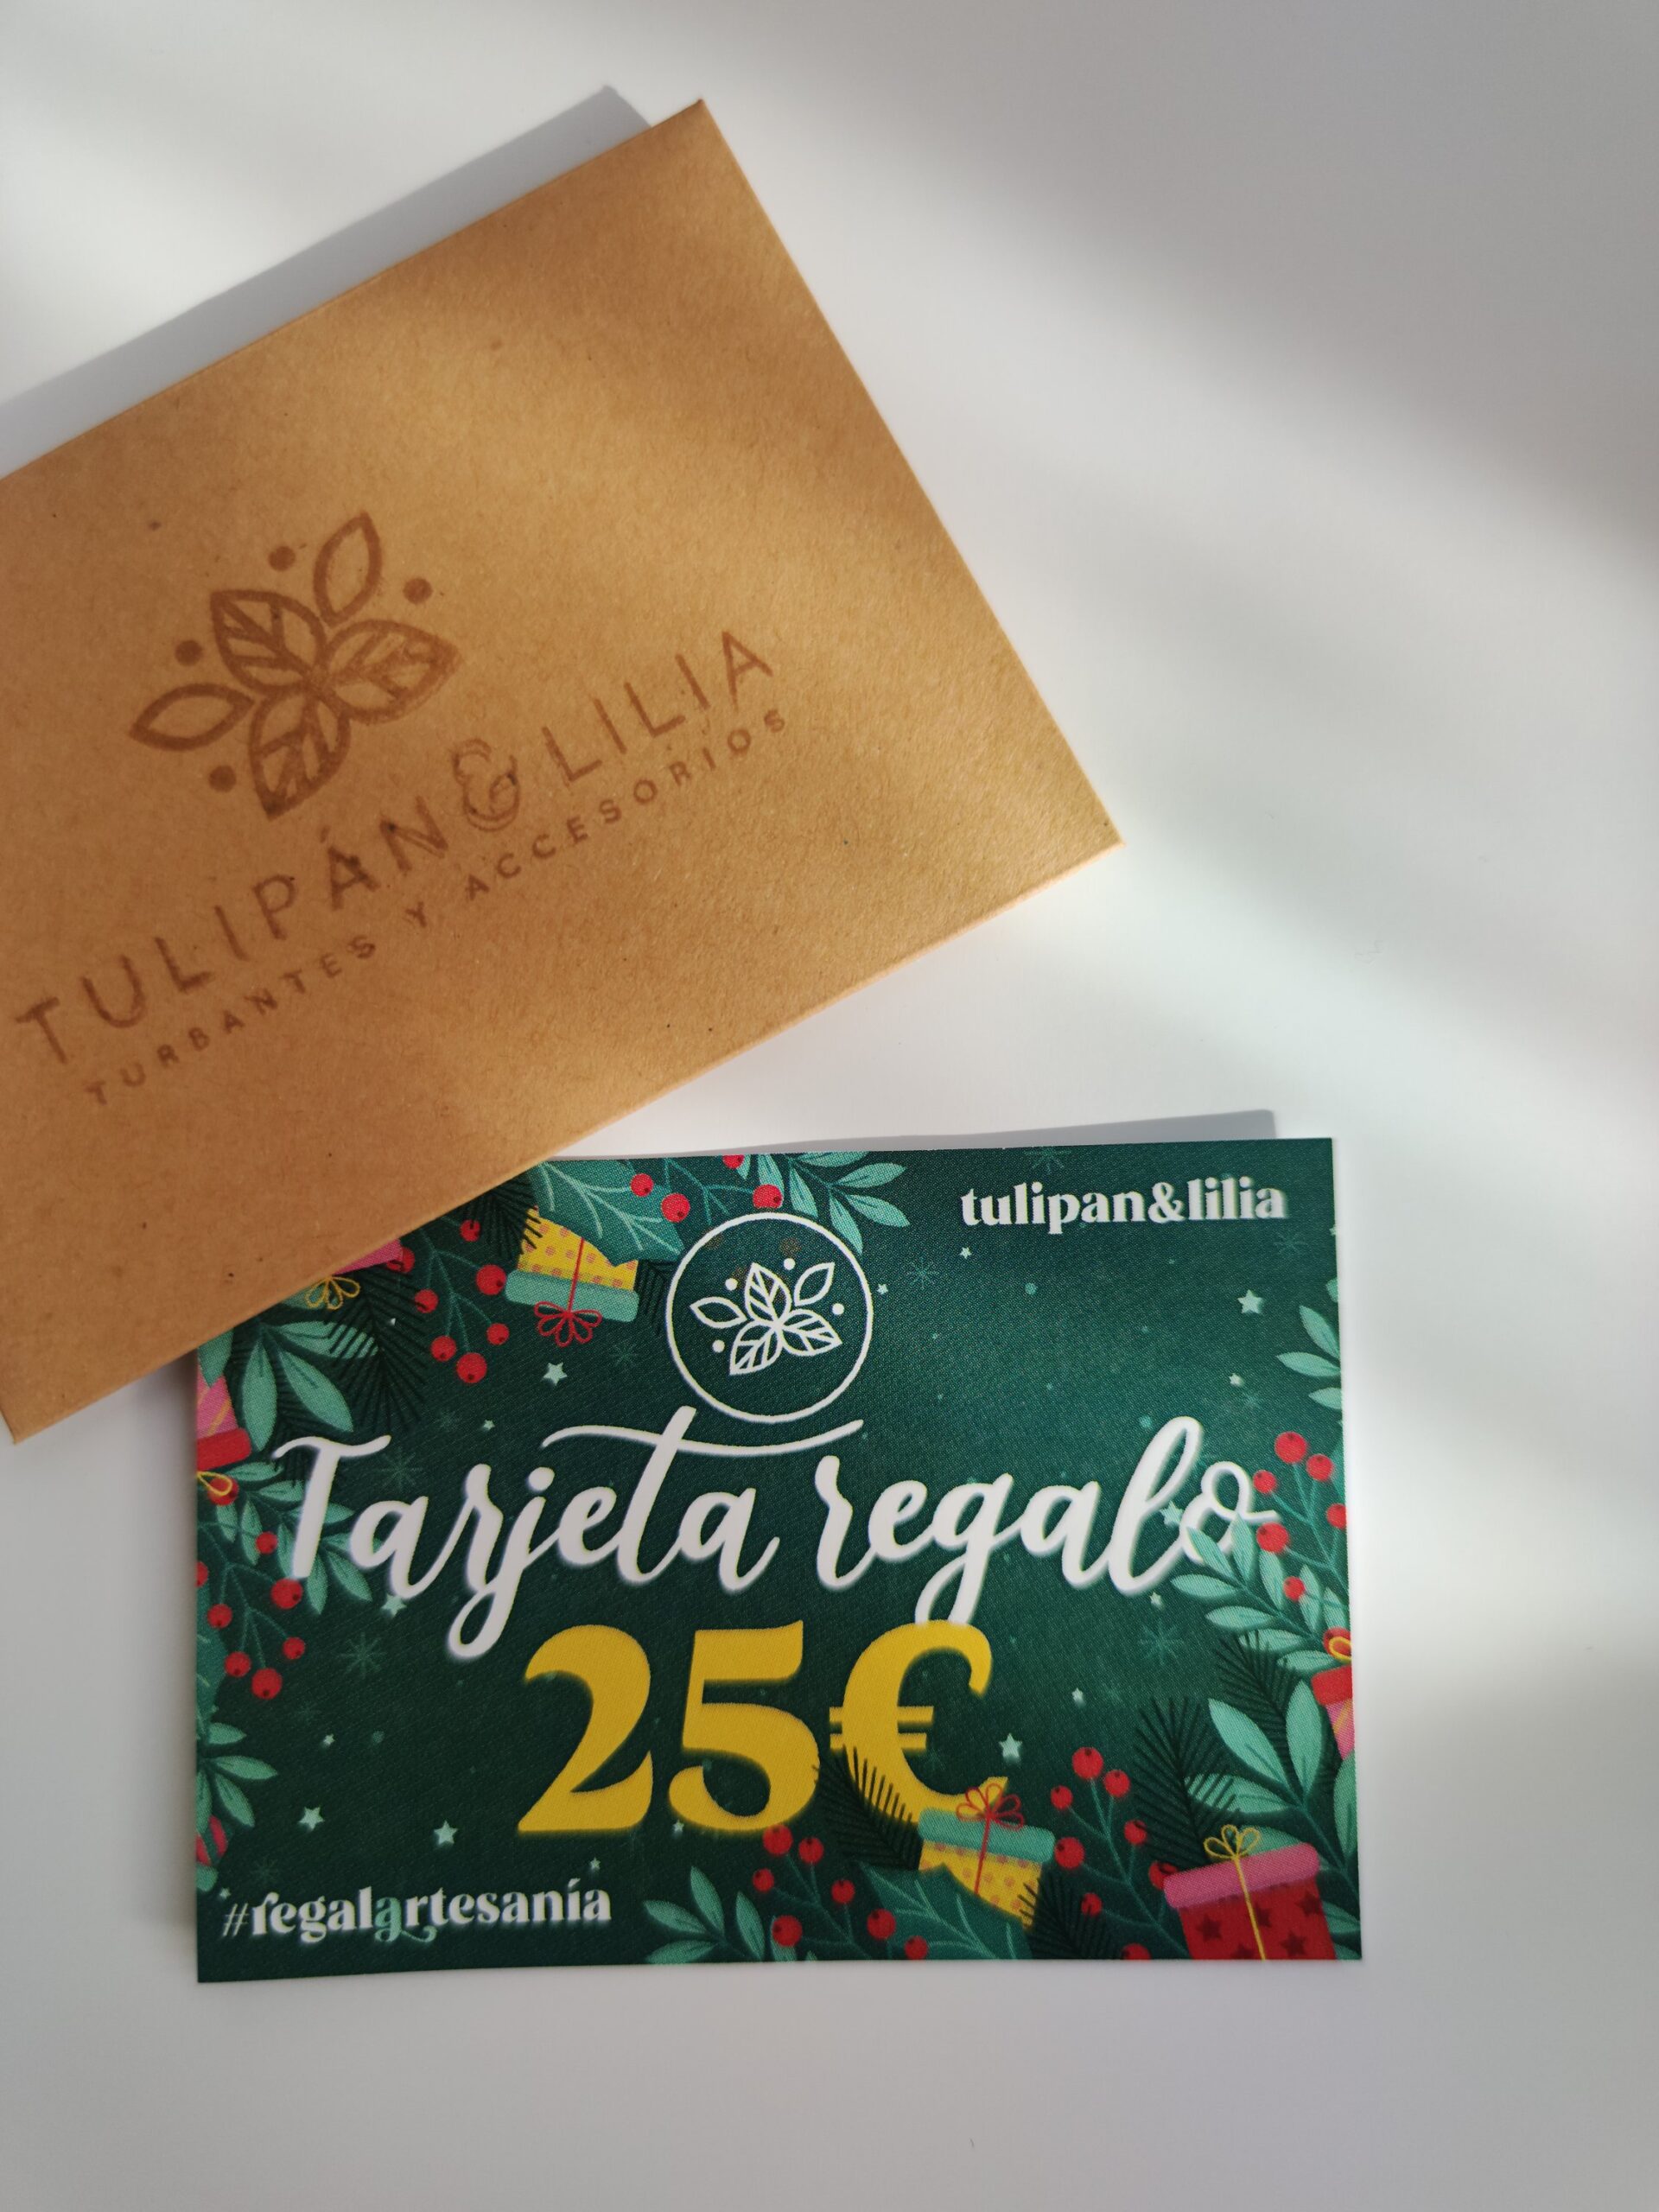 TULIPÁN & LILIA
TURBANTES Y ACCESORIOS
tulipan&lilia
Tarjeta regalo
25€
#regalartesanía